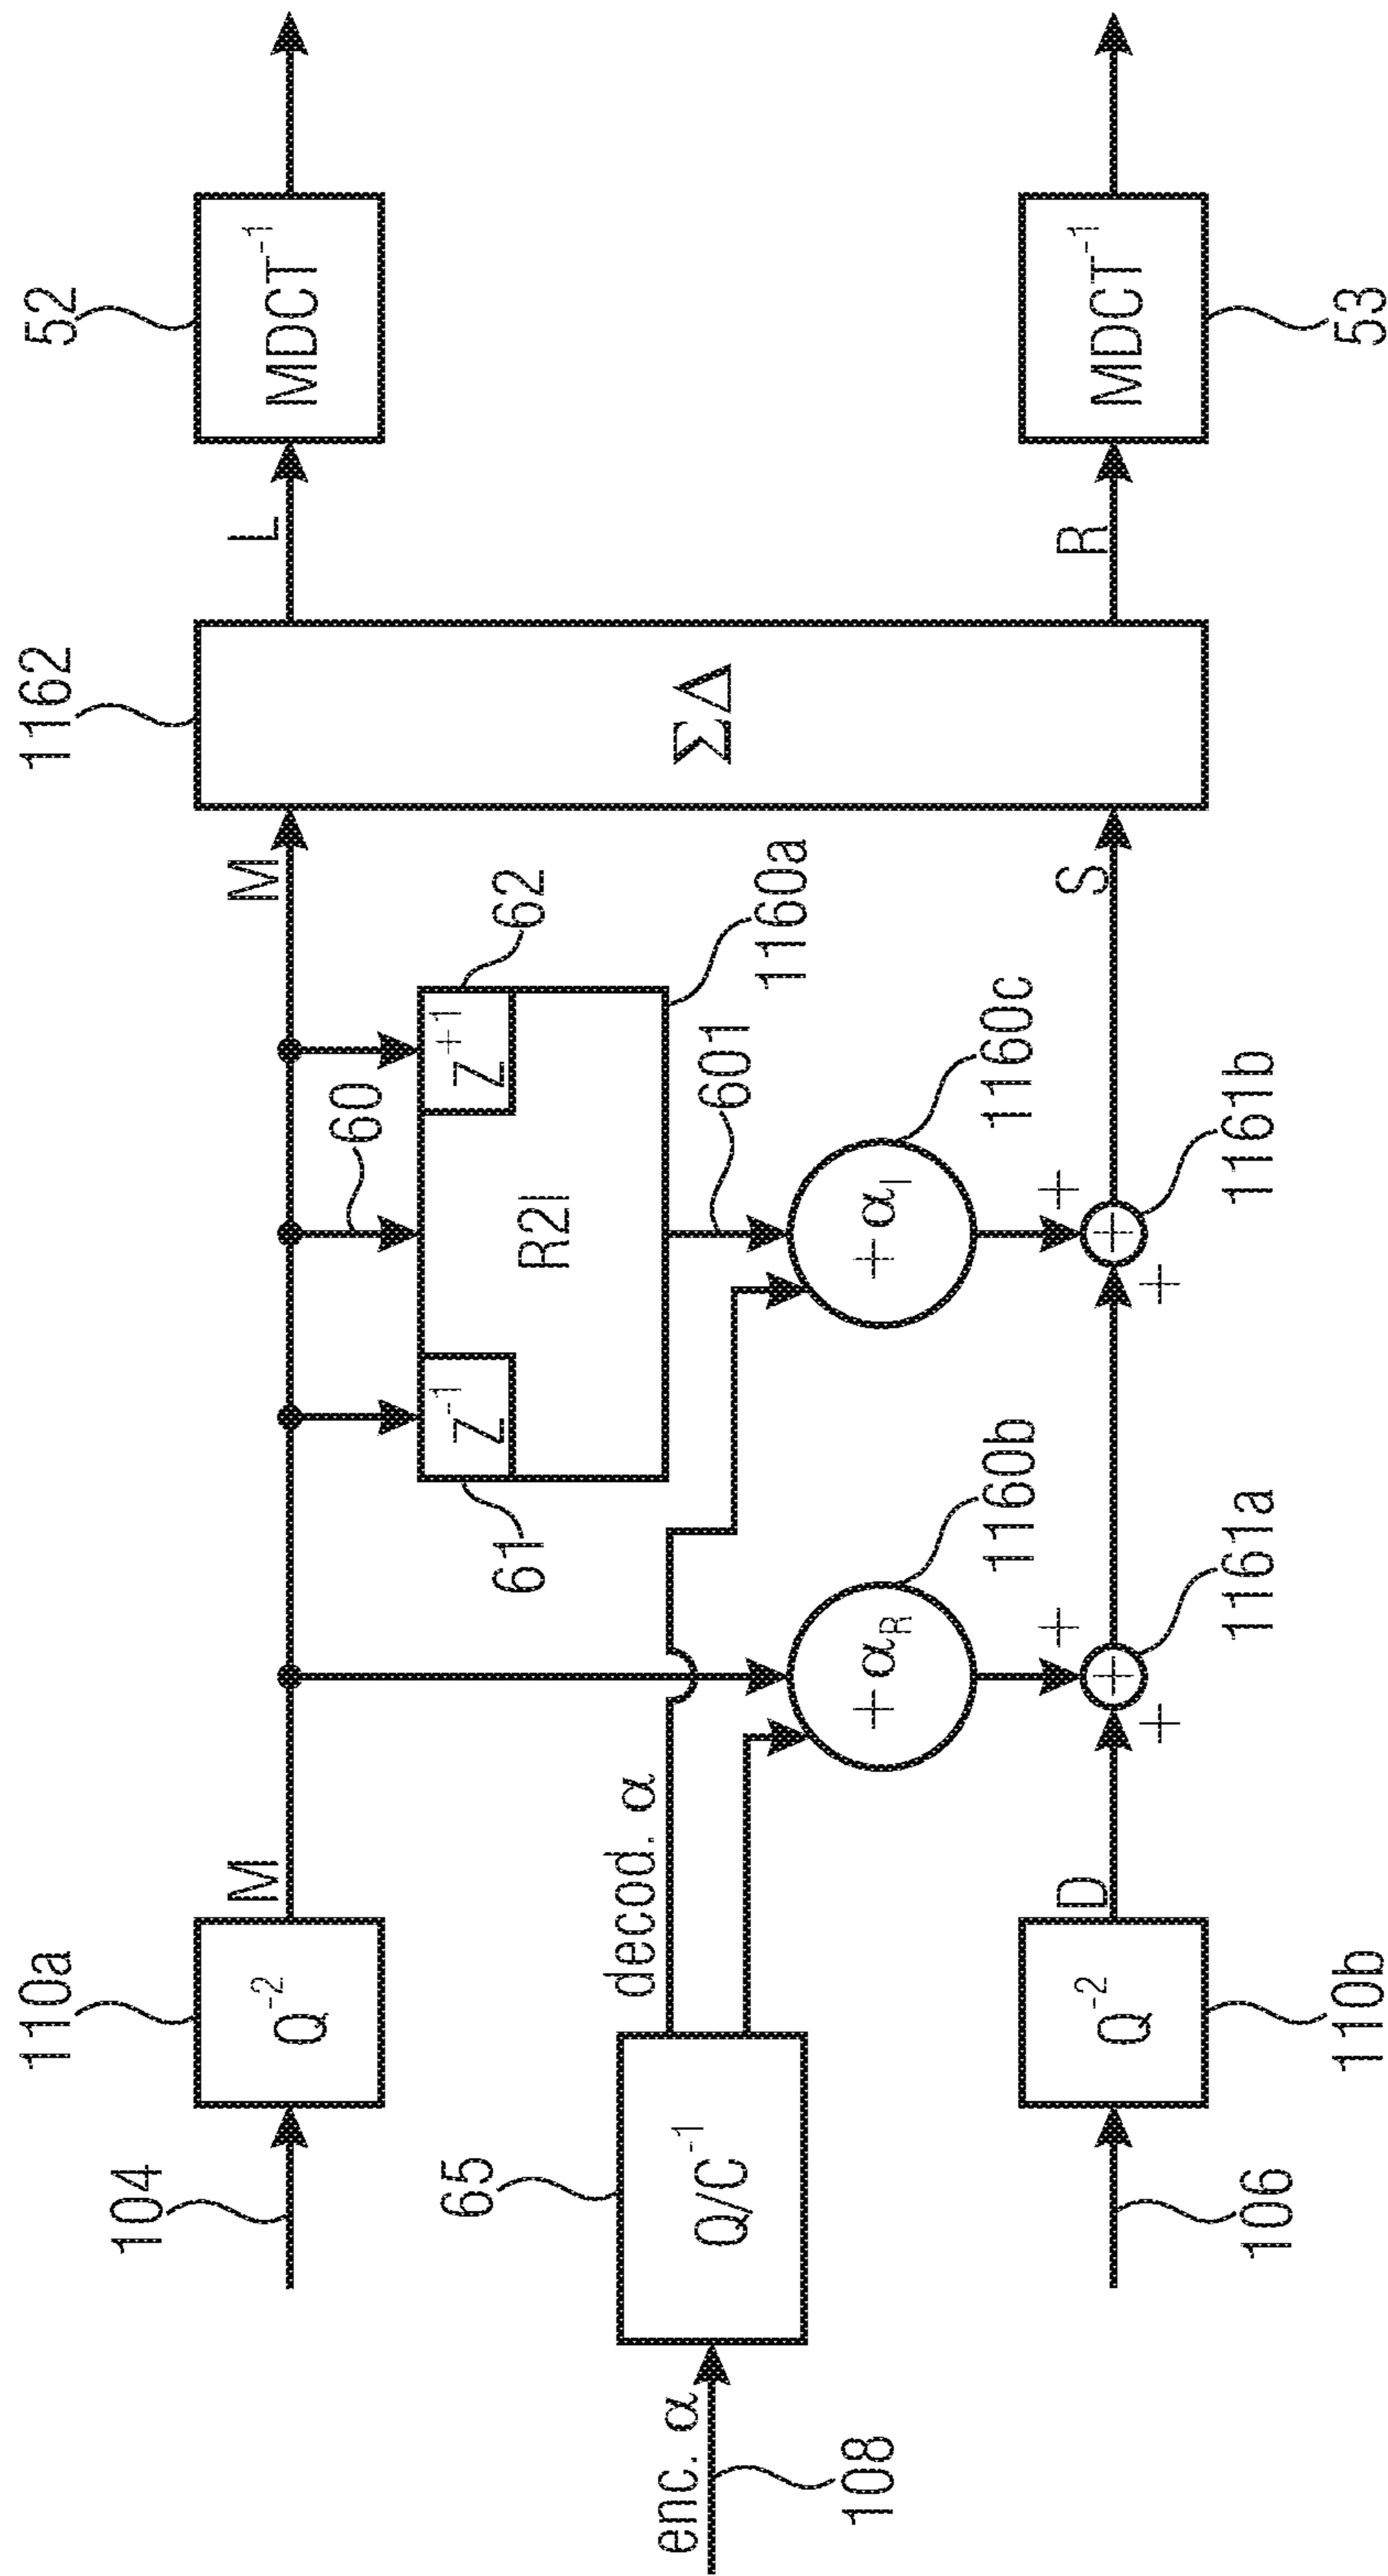 52
MDCT⁻¹
L
1162
ΣΔ
R
MDCT⁻¹
53
M
60
Z⁺¹
62
R2I
1160a
Z⁻¹
61
601
+α_I
1160c
S
+
+
+
1161b
M
110a
Q⁻²
104
decod. α
65
Q/C⁻¹
enc. α
108
+α_R
1160b
+
+
+
1161a
D
Q⁻²
110b
106